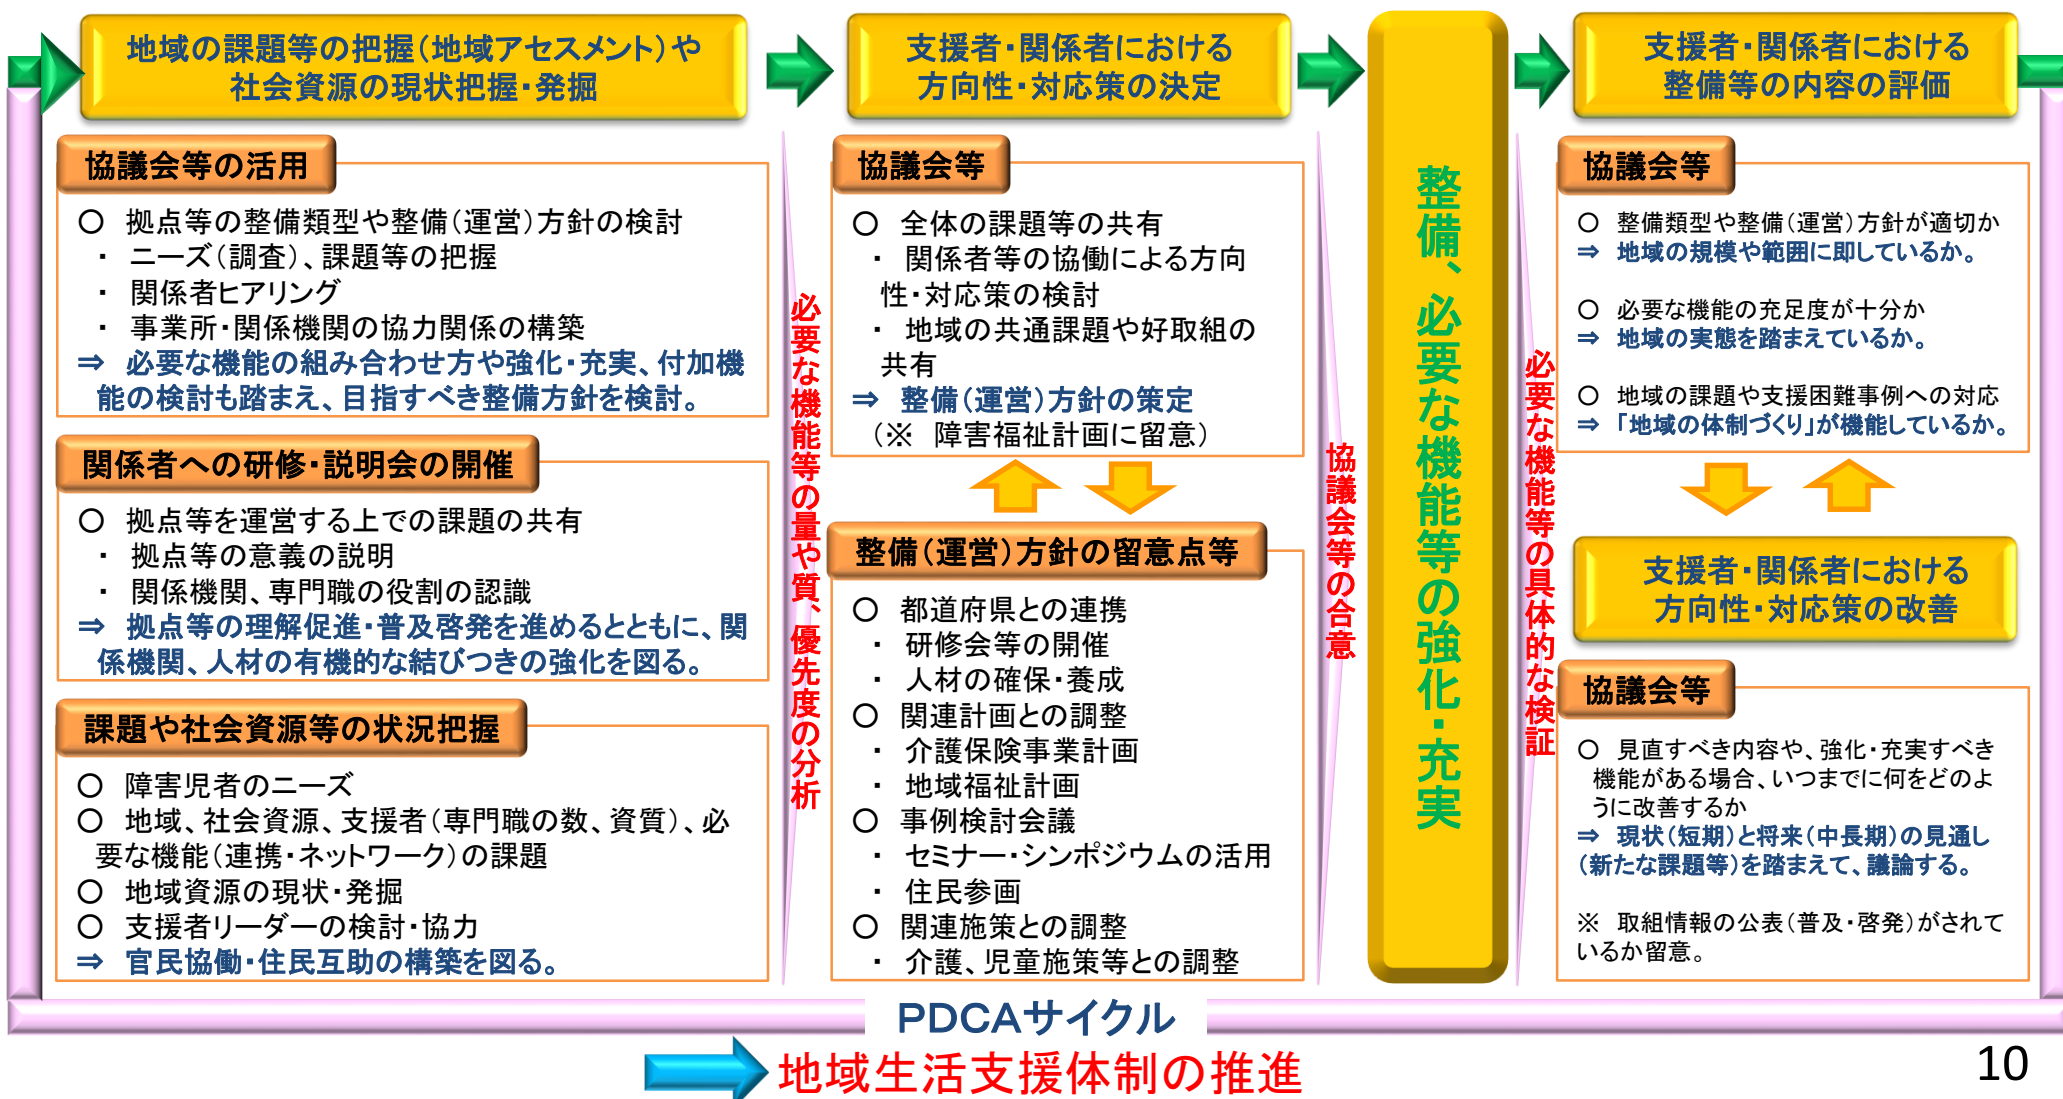 地域の課題等の把握（地域アセスメント）や
社会資源の現状把握・発掘
協議会等の活用
○ 拠点等の整備類型や整備（運営）方針の検討
・ ニーズ（調査）、課題等の把握
・ 関係者ヒアリング
・ 事業所・関係機関の協力関係の構築
⇒ 必要な機能の組み合わせ方や強化・充実、付加機
能の検討も踏まえ、目指すべき整備方針を検討。
関係者への研修・説明会の開催
○ 拠点等を運営する上での課題の共有
・ 拠点等の意義の説明
・ 関係機関、専門職の役割の認識
⇒ 拠点等の理解促進・普及啓発を進めるとともに、関
係機関、人材の有機的な結びつきの強化を図る。
課題や社会資源等の状況把握
○ 障害児者のニーズ
○ 地域、社会資源、支援者（専門職の数、資質）、必
要な機能（連携・ネットワーク）の課題
○ 地域資源の現状・発掘
○ 支援者リーダーの検討・協力
⇒ 官民協働・住民互助の構築を図る。
必要な機能等の量や質、優先度の分析
支援者・関係者における
方向性・対応策の決定
協議会等
○ 全体の課題等の共有
・ 関係者等の協働による方向
性・対応策の検討
・ 地域の共通課題や好取組の
共有
⇒ 整備（運営）方針の策定
（※ 障害福祉計画に留意）
整備（運営）方針の留意点等
○ 都道府県との連携
・ 研修会等の開催
・ 人材の確保・養成
○ 関連計画との調整
・ 介護保険事業計画
・ 地域福祉計画
○ 事例検討会議
・ セミナー・シンポジウムの活用
・ 住民参画
○ 関連施策との調整
・ 介護、児童施策等との調整
協議会等の合意
整備、必要な機能等の強化・充実
必要な機能等の具体的な検証
支援者・関係者における
整備等の内容の評価
協議会等
○ 整備類型や整備（運営）方針が適切か
⇒ 地域の規模や範囲に即しているか。
○ 必要な機能の充足度が十分か
⇒ 地域の実態を踏まえているか。
○ 地域の課題や支援困難事例への対応
⇒ 「地域の体制づくり」が機能しているか。
支援者・関係者における
方向性・対応策の改善
協議会等
○ 見直すべき内容や、強化・充実すべき
機能がある場合、いつまでに何をどのよ
うに改善するか
⇒ 現状（短期）と将来（中長期）の見通し
（新たな課題等）を踏まえて、議論する。
※ 取組情報の公表（普及・啓発）がされて
いるか留意。
PDCAサイクル
地域生活支援体制の推進
10